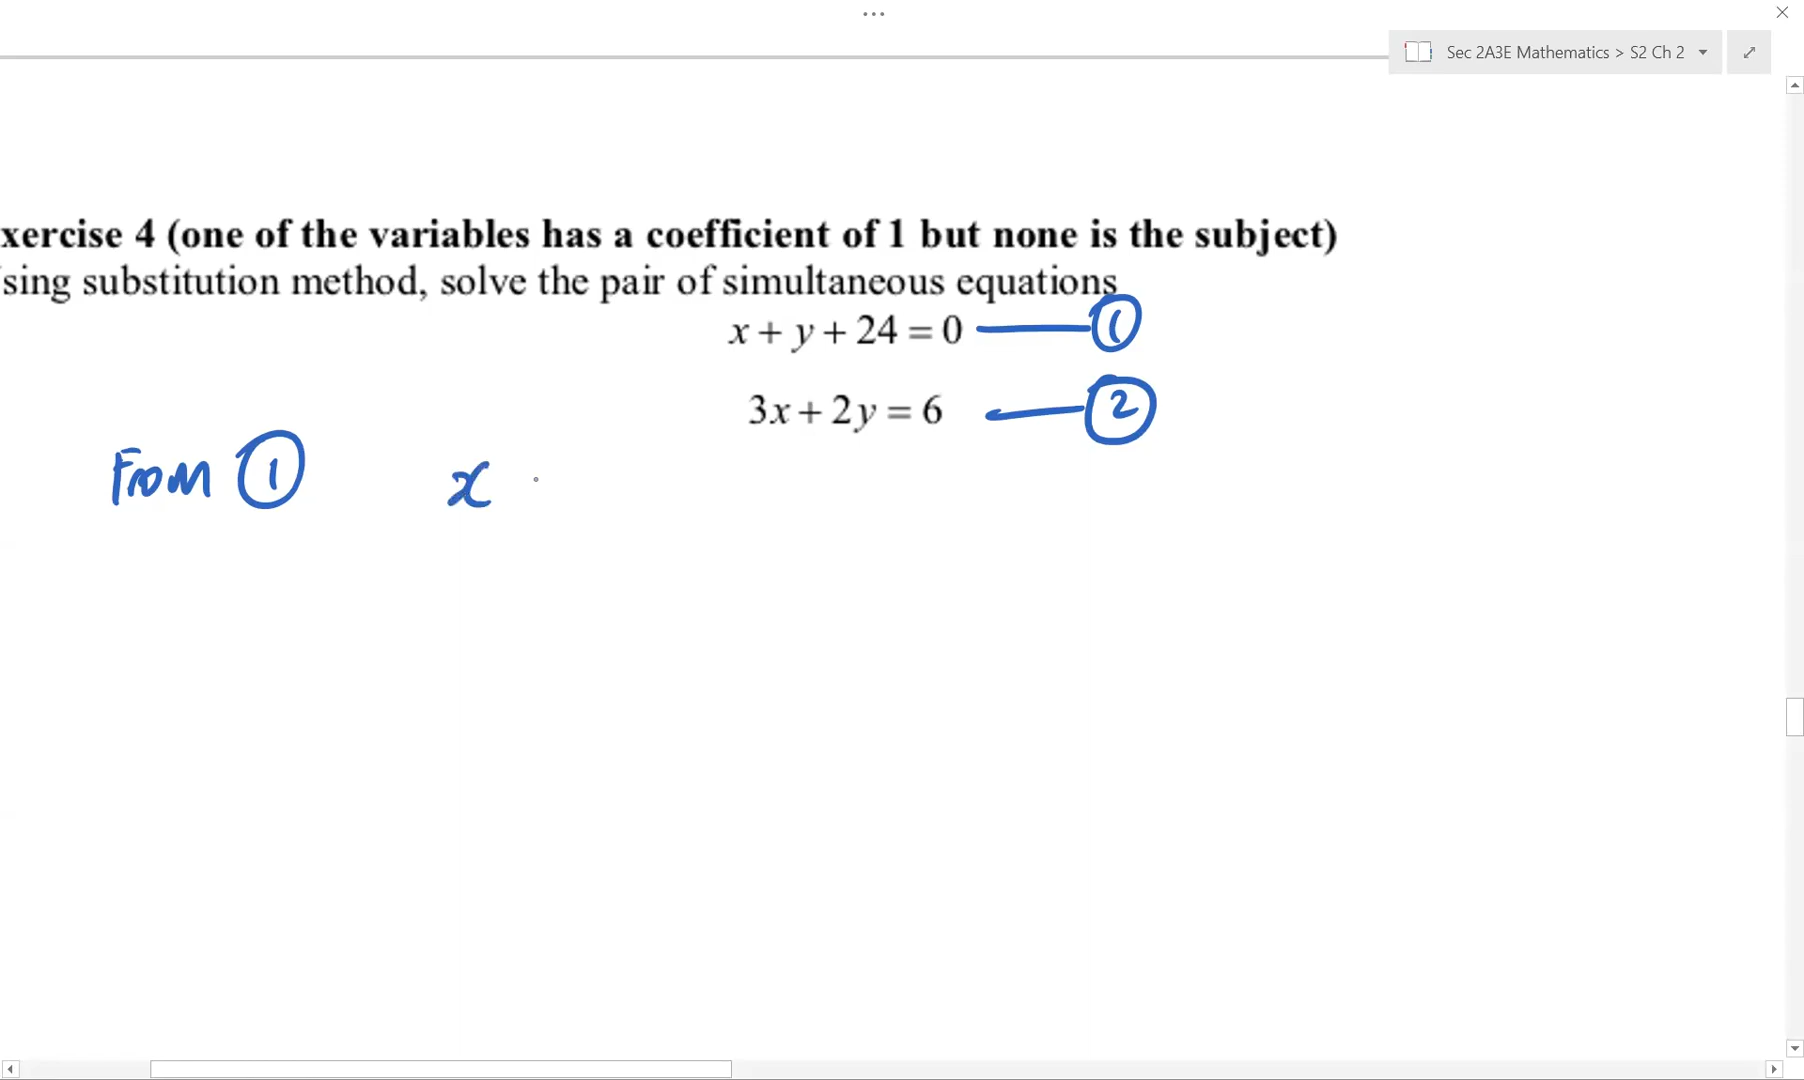 Sec 2A3E Mathematics > S2 Ch 2
xercise 4 (one of the variables has a coefficient of 1 but none is the subject)
sing substitution method, solve the pair of simultaneous equations
x + y + 24 = 0 —— ①
3x + 2y = 6 —— ②
From ① x